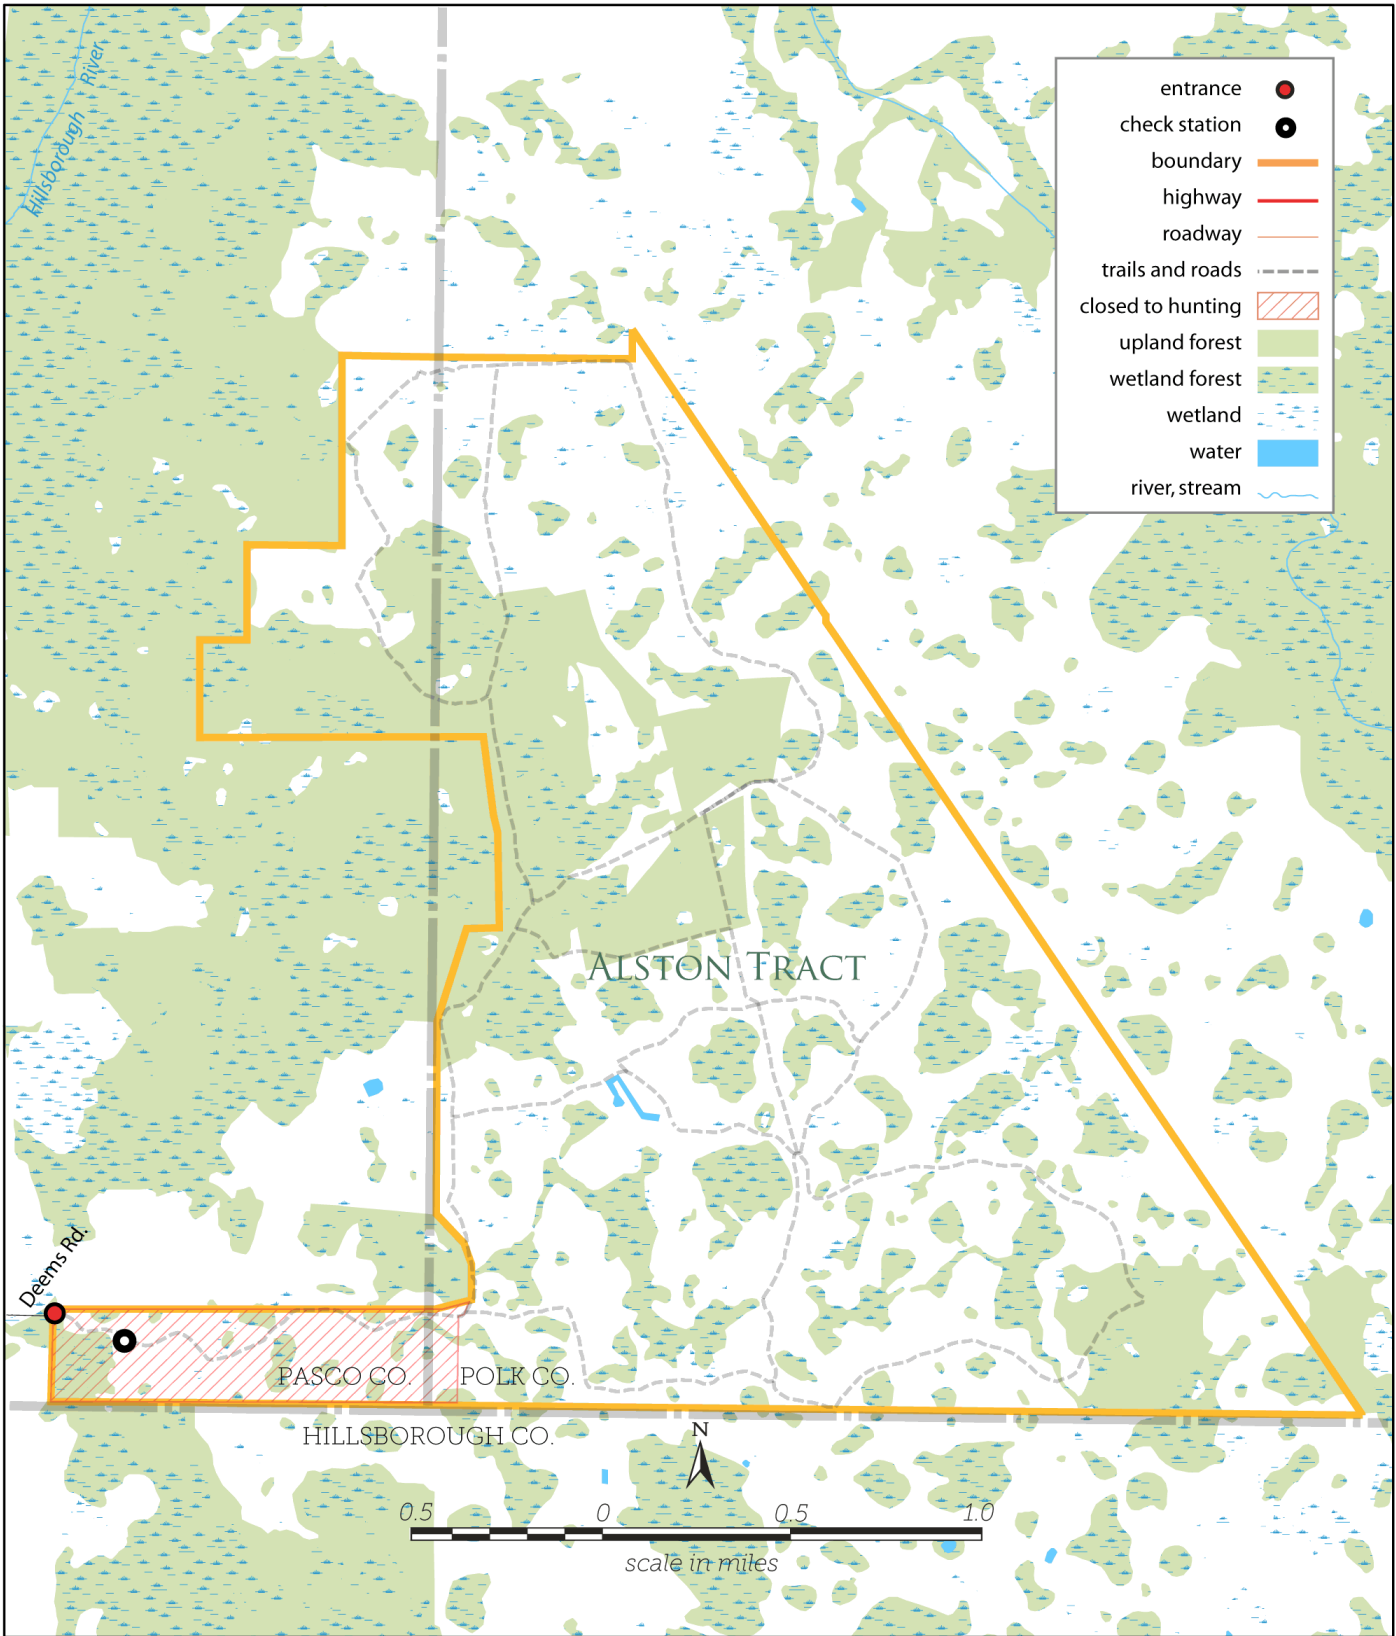 Hillsborough River
entrance
check station
boundary
highway
roadway
trails and roads
closed to hunting
upland forest
wetland forest
wetland
water
river, stream
Alston Tract
Deems Rd.
PASCO CO.
POLK CO.
HILLSBOROUGH CO.
N
0.5 0 0.5 1.0
scale in miles